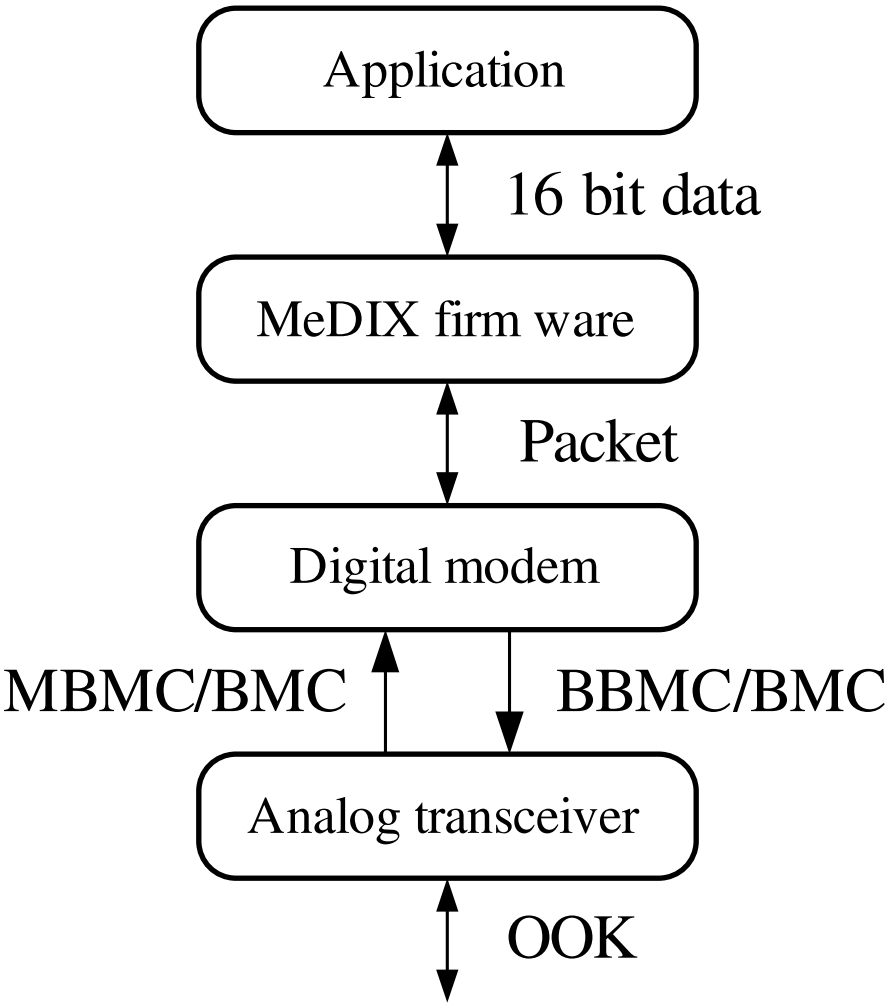 Application
16 bit data
MeDIX firm ware
Packet
Digital modem
MBMC/BMC
BBMC/BMC
Analog transceiver
OOK